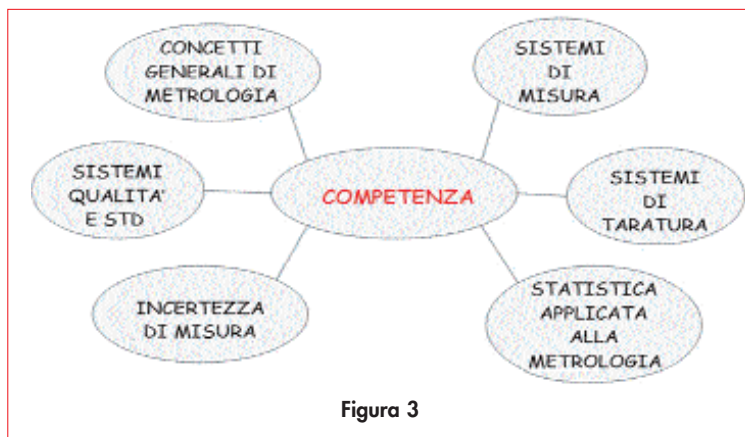 CONCETTI
GENERALI DI
METROLOGIA
SISTEMI
DI
MISURA
SISTEMI
QUALITA'
E STD
COMPETENZA
SISTEMI
DI
TARATURA
INCERTEZZA
DI MISURA
STATISTICA
APPLICATA
ALLA
METROLOGIA
Figura 3